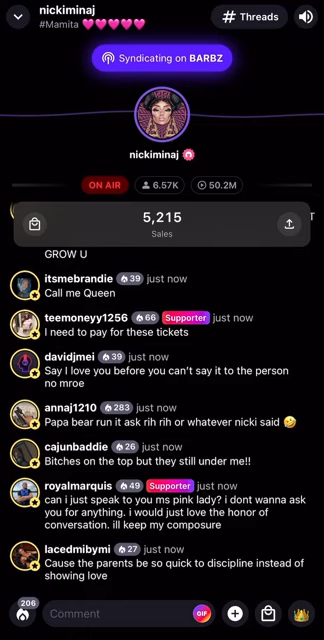 nickiminaj
#Mamita 💗💗💗💗💗
# Threads
Syndicating on BARBZ
nickiminaj
ON AIR
6.57K
50.2M
T
5,215
Sales
GROW U
itsmebrandie 39 just now
Call me Queen
teemoneyy1256 66 Supporter just now
I need to pay for these tickets
davidjmei 39 just now
Say I love you before you can't say it to the person
no mroe
annaj1210 283 just now
Papa bear run it ask rih rih or whatever nicki said 🤣
cajunbaddie 26 just now
Bitches on the top but they still under me!!
royalmarquis 49 Supporter just now
can i just speak to you ms pink lady? i dont wanna ask
you for anything. i would just love the honor of
conversation. ill keep my composure
lacedmibymi 27 just now
Cause the parents be so quick to discipline instead of
showing love
206
Comment
GIF